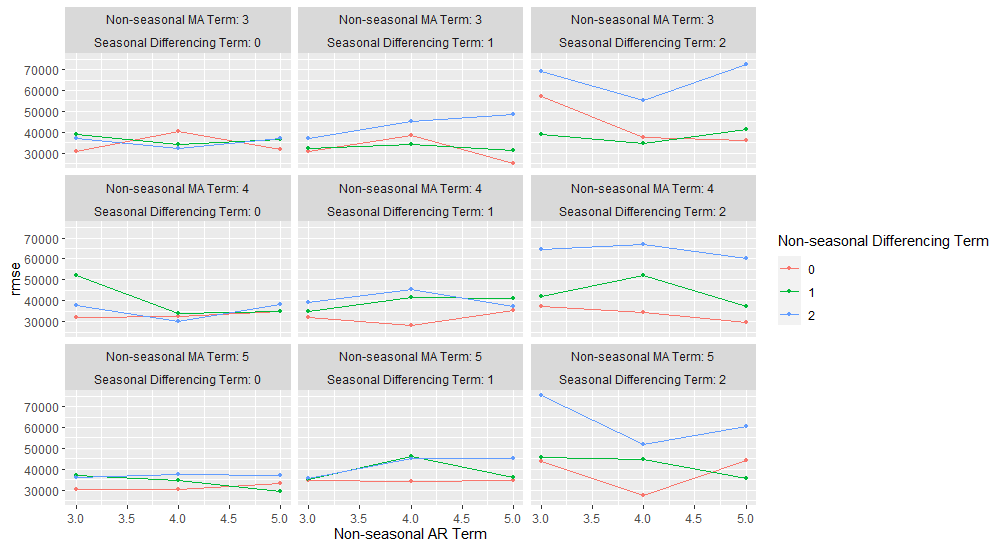 Non-seasonal MA Term: 3
Non-seasonal MA Term: 3
Non-seasonal MA Term: 3
Seasonal Differencing Term: 0
Seasonal Differencing Term: 1
Seasonal Differencing Term: 2
70000
60000
50000
40000
30000
Non-seasonal MA Term: 4
Non-seasonal MA Term: 4
Non-seasonal MA Term: 4
Seasonal Differencing Term: 0
Seasonal Differencing Term: 1
Seasonal Differencing Term: 2
70000
60000
50000
40000
30000
rmse
Non-seasonal MA Term: 5
Non-seasonal MA Term: 5
Non-seasonal MA Term: 5
Seasonal Differencing Term: 0
Seasonal Differencing Term: 1
Seasonal Differencing Term: 2
70000
60000
50000
40000
30000
3.0 3.5 4.0 4.5 5.0
3.0 3.5 4.0 4.5 5.0
3.0 3.5 4.0 4.5 5.0
Non-seasonal AR Term
Non-seasonal Differencing Term
0
1
2